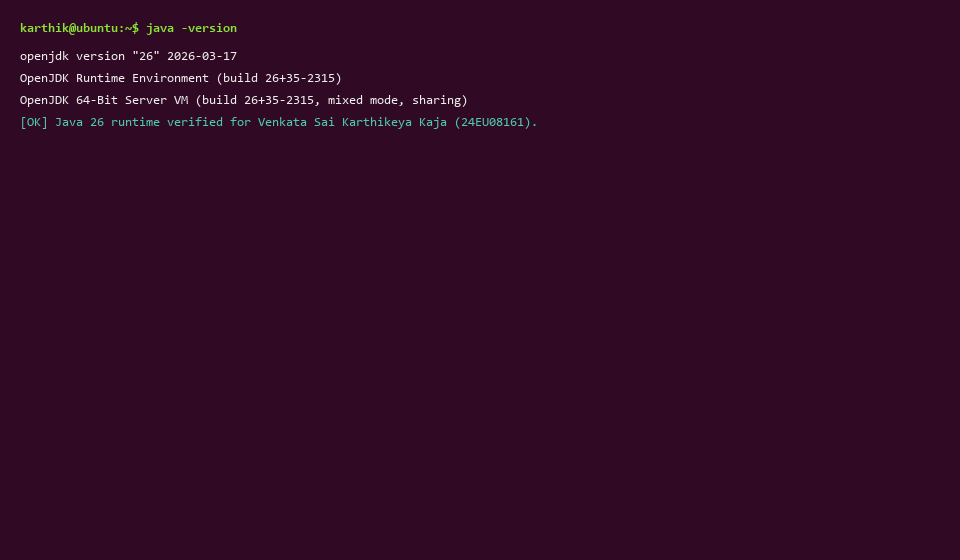 karthik@ubuntu:~$ java -version
openjdk version "26" 2026-03-17
OpenJDK Runtime Environment (build 26+35-2315)
OpenJDK 64-Bit Server VM (build 26+35-2315, mixed mode, sharing)
[OK] Java 26 runtime verified for Venkata Sai Karthikeya Kaja (24EU08161).